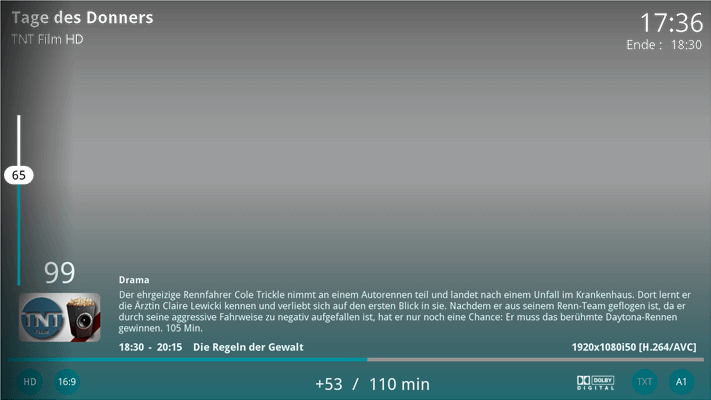 Tage des Donners
TNT Film HD
17:36
Ende : 18:30
65
99
TNT
FILM
Drama
Der ehrgeizige Rennfahrer Cole Trickle nimmt an einem Autorennen teil und landet nach einem Unfall im Krankenhaus. Dort lernt er
die Ärztin Claire Lewicki kennen und verliebt sich auf den ersten Blick in sie. Nachdem er aus seinem Renn-Team geflogen ist, da er
durch seine aggressive Fahrweise zu negativ aufgefallen ist, hat er nur noch eine Chance: Er muss das berühmte Daytona-Rennen
gewinnen. 105 Min.
18:30 - 20:15 Die Regeln der Gewalt
1920x1080i50 [H.264/AVC]
HD
16:9
+53 / 110 min
DOLBY
DIGITAL
TXT
A1